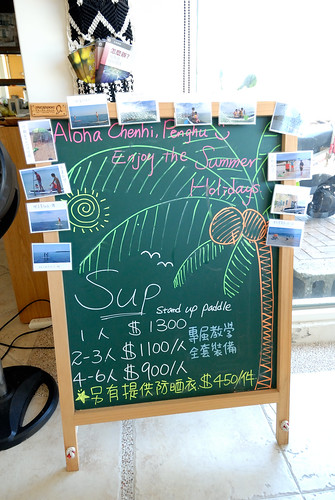 Aloha Chenhi, Penghu
Enjoy the Summer
Holidays
Sup
Stand up paddle
1 人 $1300
專屬教學
2-3人 $1100/人
全套裝備
4-6人 $900/人
★另有提供防曬衣 $450/件